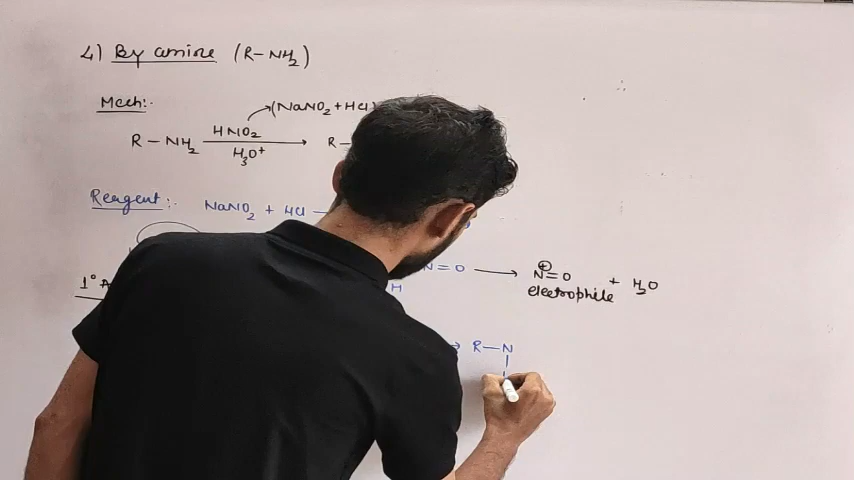 4) By amine (R-NH₂)
Mech:-
(NaNO₂+HCl)
R-NH₂ HNO₂ H₃O⁺ → R-
Reagent:- NaNO₂ + HCl —
N=O → N⊕=O + H₂O
H electrophile
1°
→ R-N